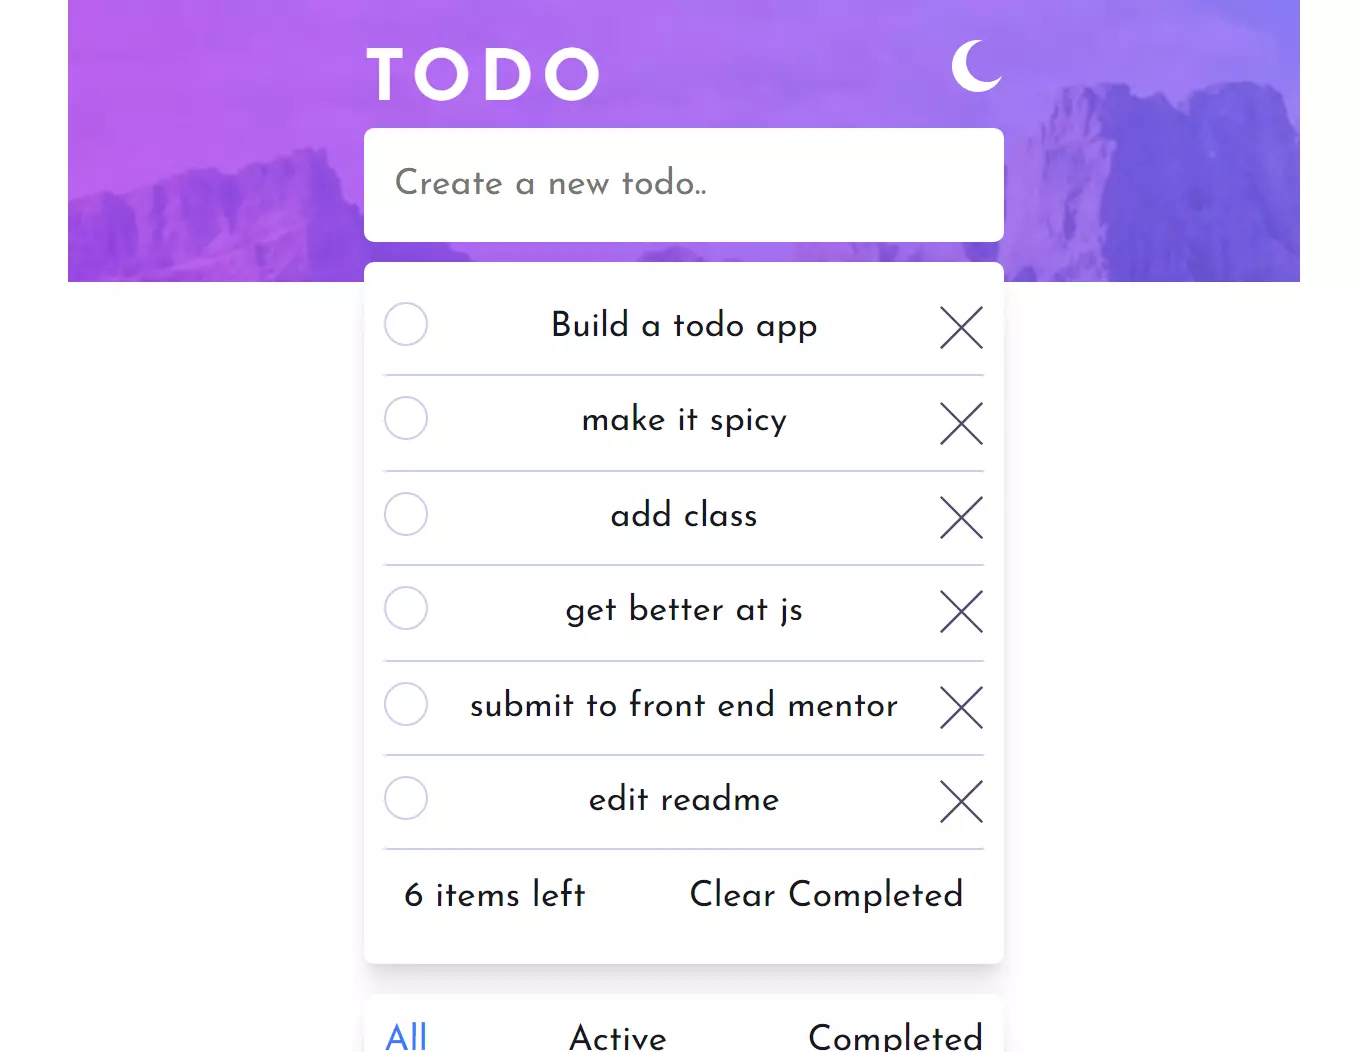 TODO
Create a new todo..
Build a todo app
make it spicy
add class
get better at js
submit to front end mentor
edit readme
6 items left Clear Completed
All Active Completed